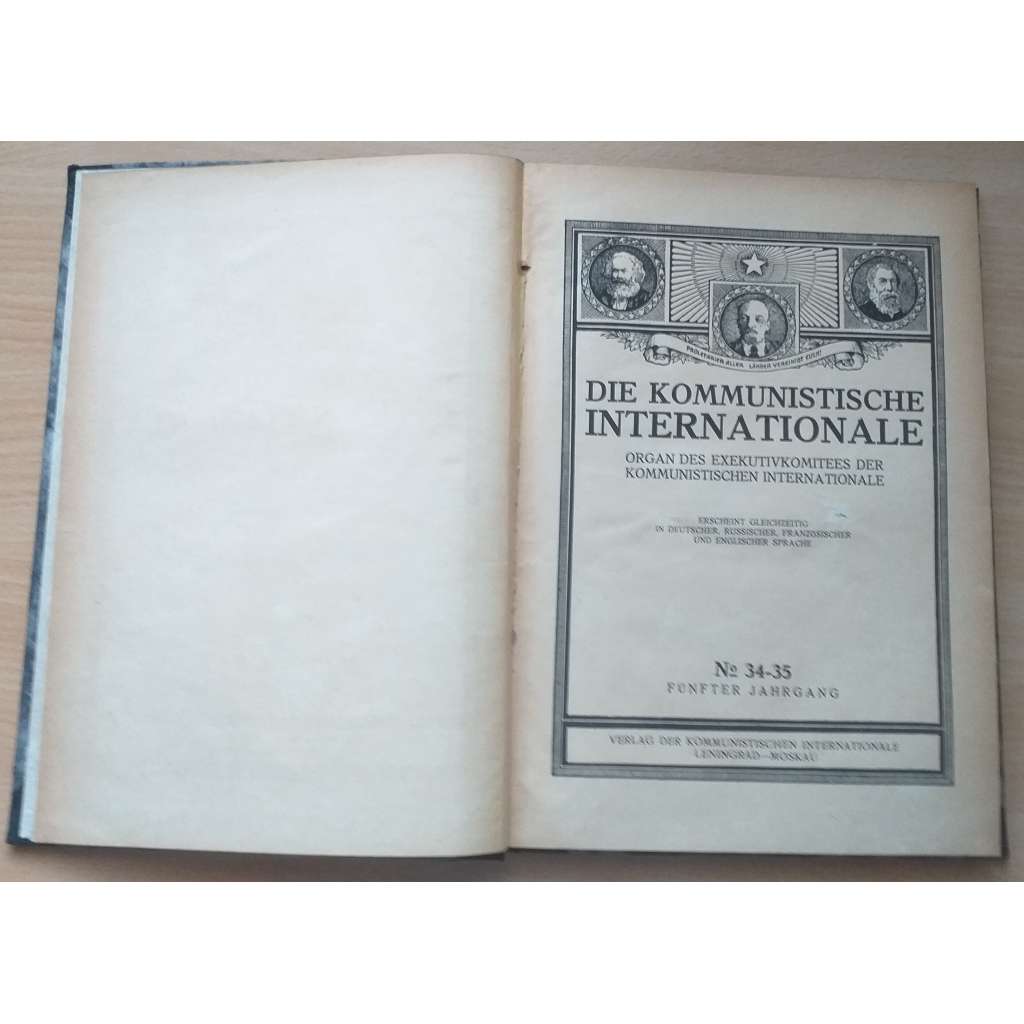 PROLETARIER ALLER LÄNDER VEREINIGT EUCH!
DIE KOMMUNISTISCHE
INTERNATIONALE
ORGAN DES EXEKUTIVKOMITEES DER
KOMMUNISTISCHEN INTERNATIONALE
ERSCHEINT GLEICHZEITIG
IN DEUTSCHER, RUSSISCHER, FRANZÖSISCHER
UND ENGLISCHER SPRACHE
№ 34-35
FÜNFTER JAHRGANG
VERLAG DER KOMMUNISTISCHEN INTERNATIONALE
LENINGRAD—MOSKAU